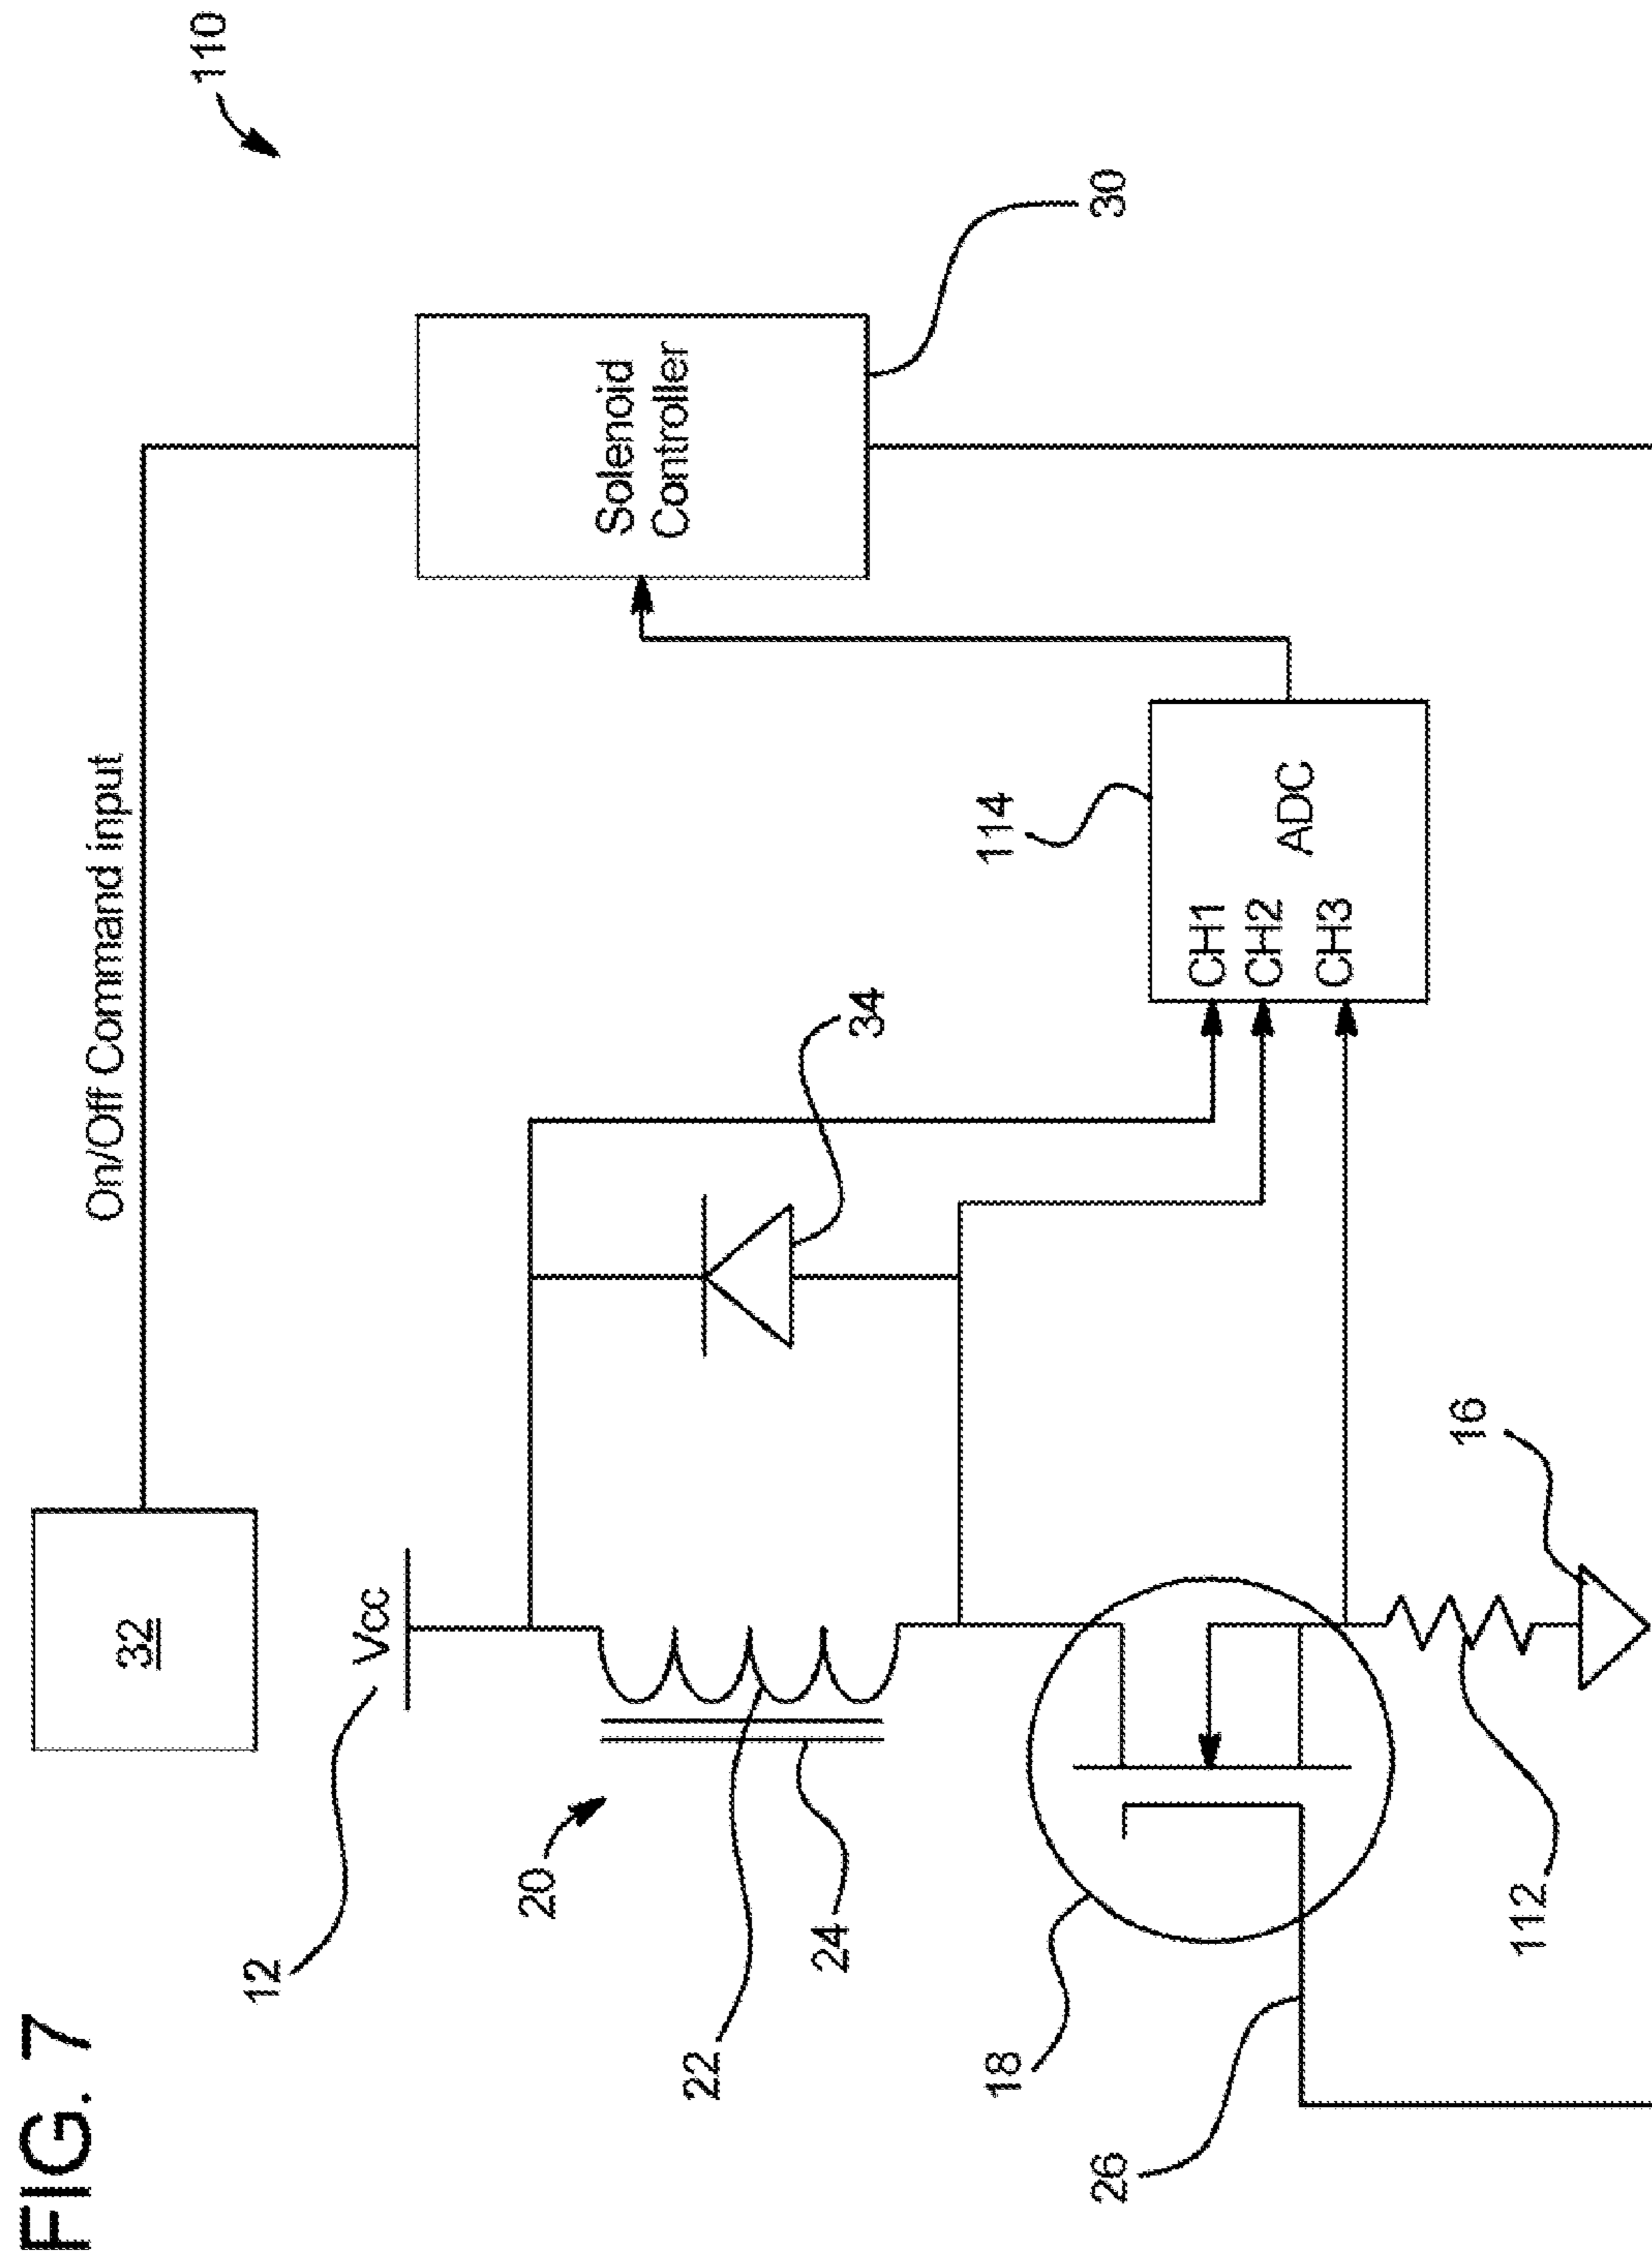 FIG. 7
110
32
On/Off Command input
12
Vcc
Solenoid
Controller
30
20
22
24
34
114
CH1
CH2
CH3
ADC
18
26
16
112